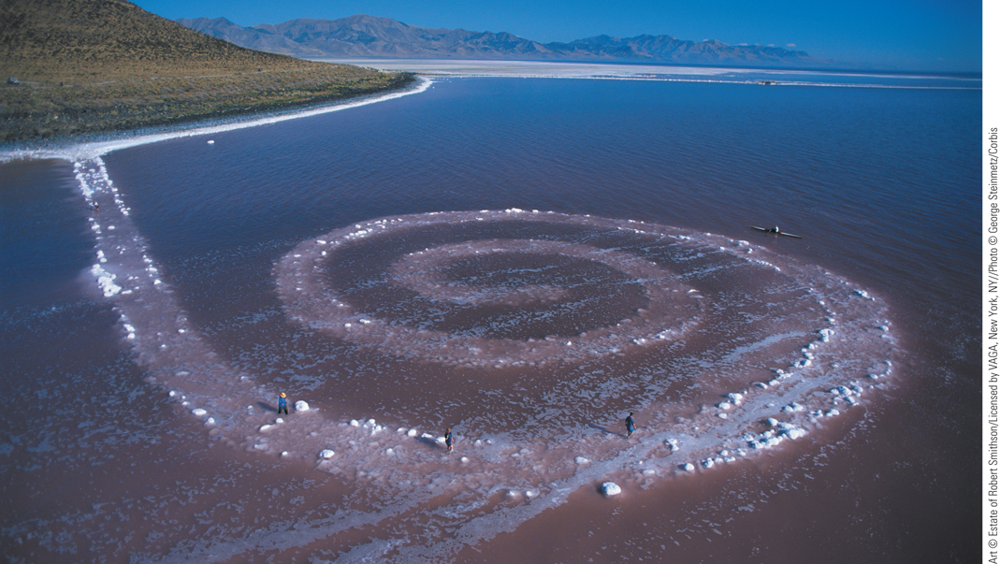 Art © Estate of Robert Smithson/Licensed by VAGA, New York, NY//Photo © George Steinmetz/Corbis